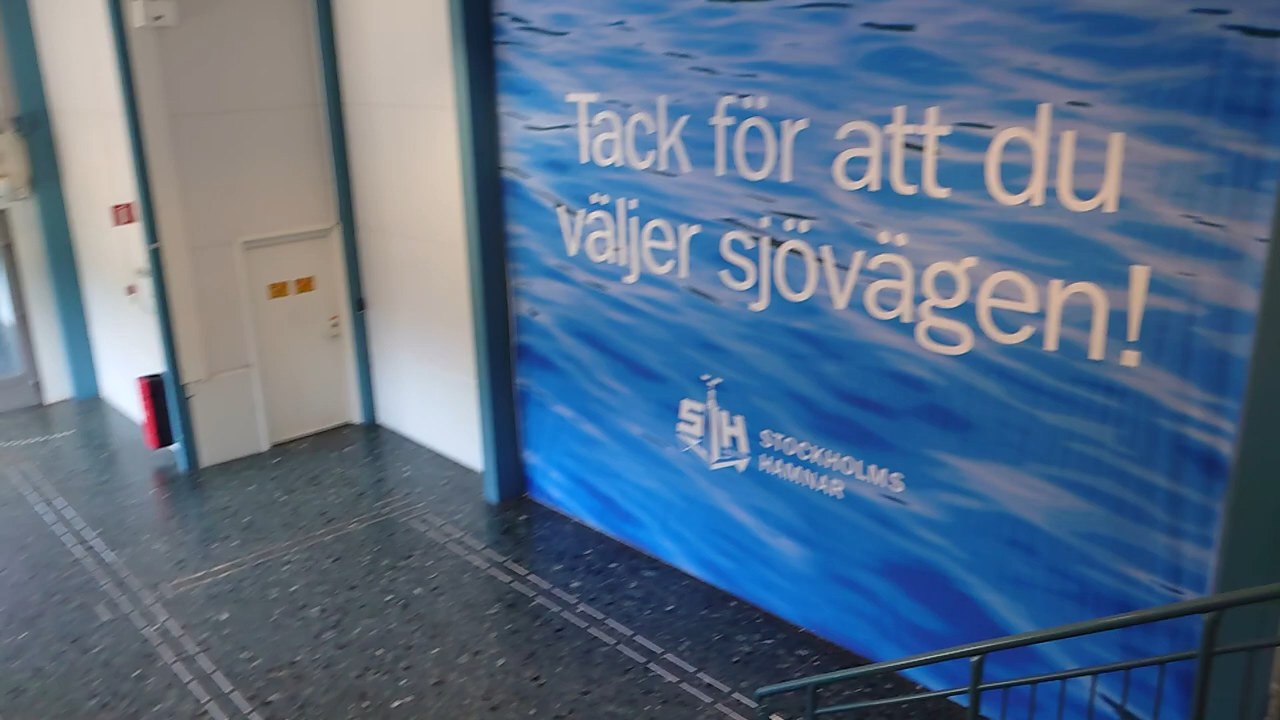 Tack för att du
väljer sjövägen!
SH
STOCKHOLMS
HAMNAR